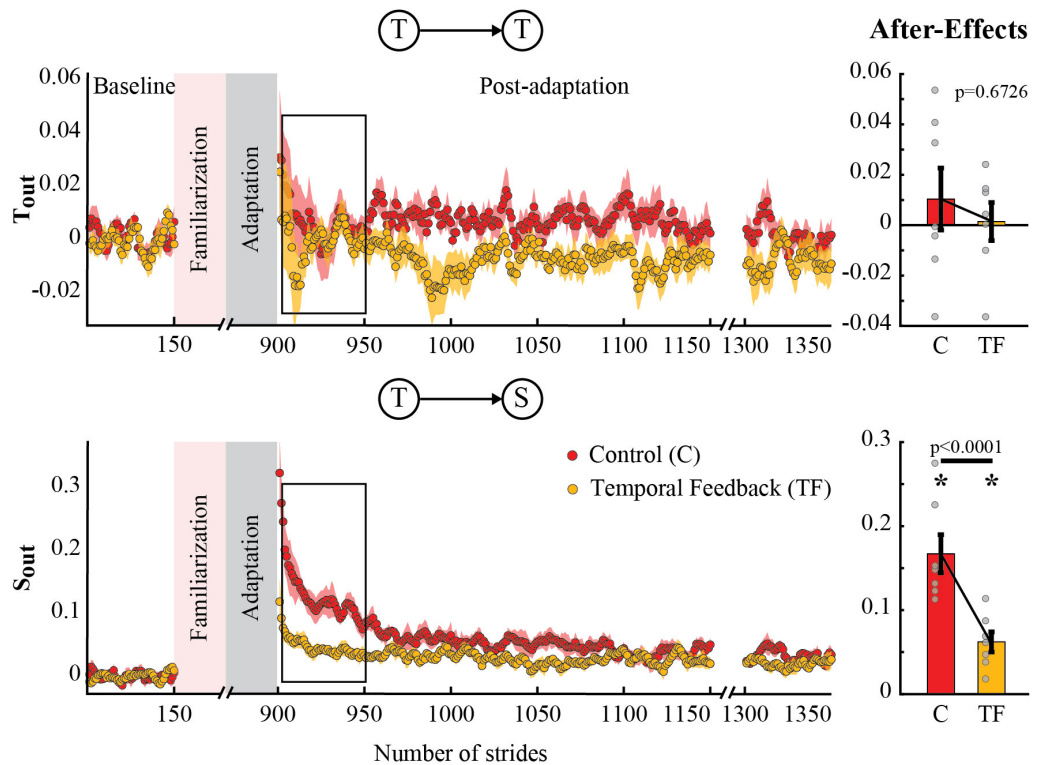 T T
After-Effects
Baseline
Post-adaptation
Familiarization
Adaptation
Tout
0.06
0.04
0.02
0
-0.02
150
900
950
1000
1050
1100
1150
1300
1350
p=0.6726
0.06
0.04
0.02
0
-0.02
-0.04
C
TF
T S
Familiarization
Adaptation
Sout
0.3
0.2
0.1
0
150
900
950
1000
1050
1100
1150
1300
1350
Control (C)
Temporal Feedback (TF)
Number of strides
0.3
0.2
0.1
0
p<0.0001
* *
C
TF